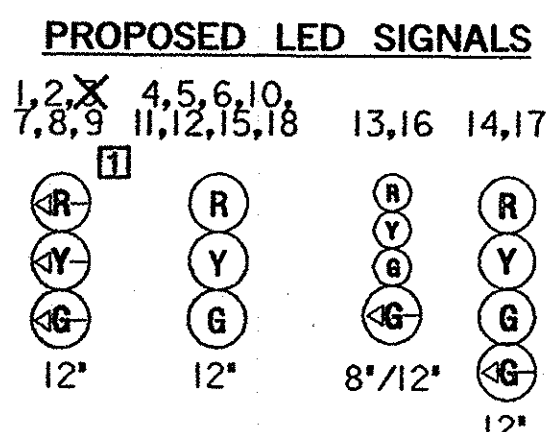 PROPOSED LED SIGNALS
1,2,3 4,5,6,10,
7,8,9 11,12,15,18 13,16 14,17
1
R R R R
Y Y Y Y
G G G G
G G
12" 12" 8"/12"
12"